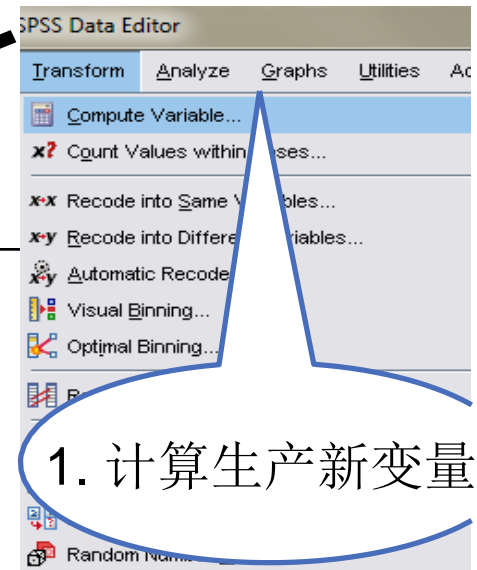 SPSS Data Editor
Transform Analyze Graphs Utilities
Compute Variable...
Count Values within ses...
Recode into Same bles...
Recode into Differe riables...
Automatic Recode
Visual Binning...
Optimal Binning...
1. 计算生产新变量
Random